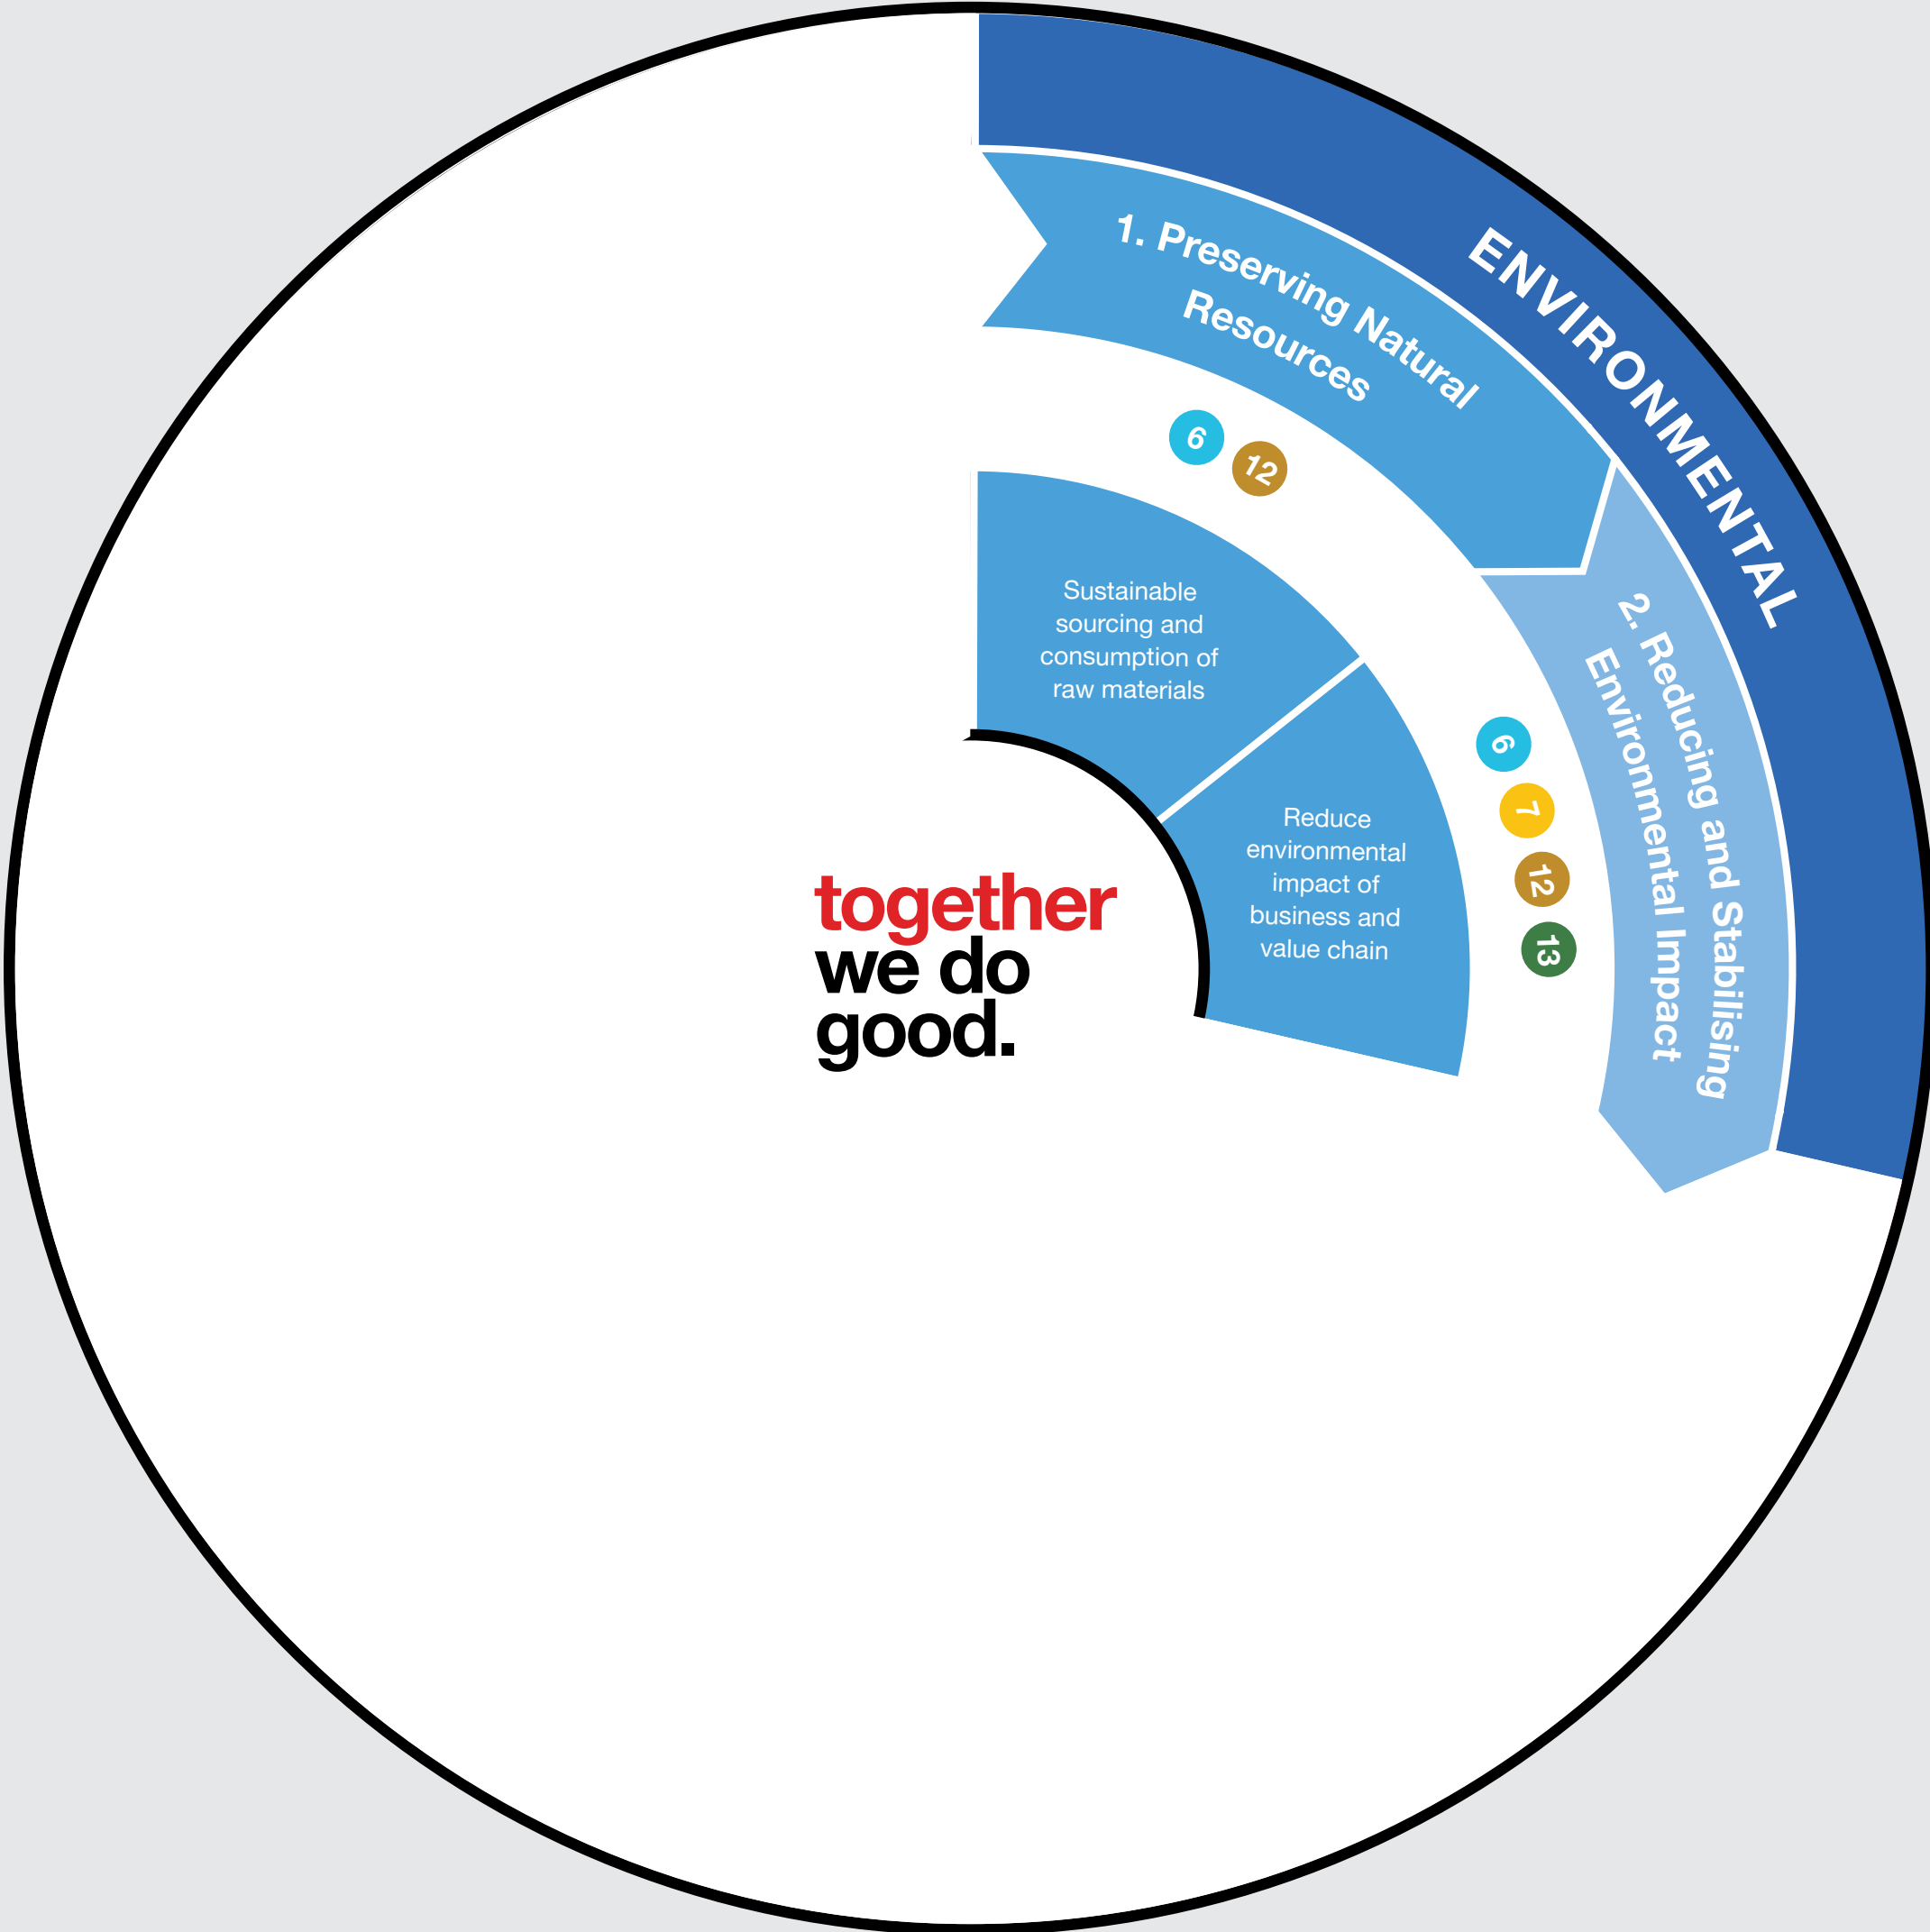 ENVIRONMENTAL
1. Preserving Natural
Resources
6
12
2. Reducing and Stabilising
Environmental Impact
6
7
12
13
Sustainable
sourcing and
consumption of
raw materials
Reduce
environmental
impact of
business and
value chain
together
we do
good.